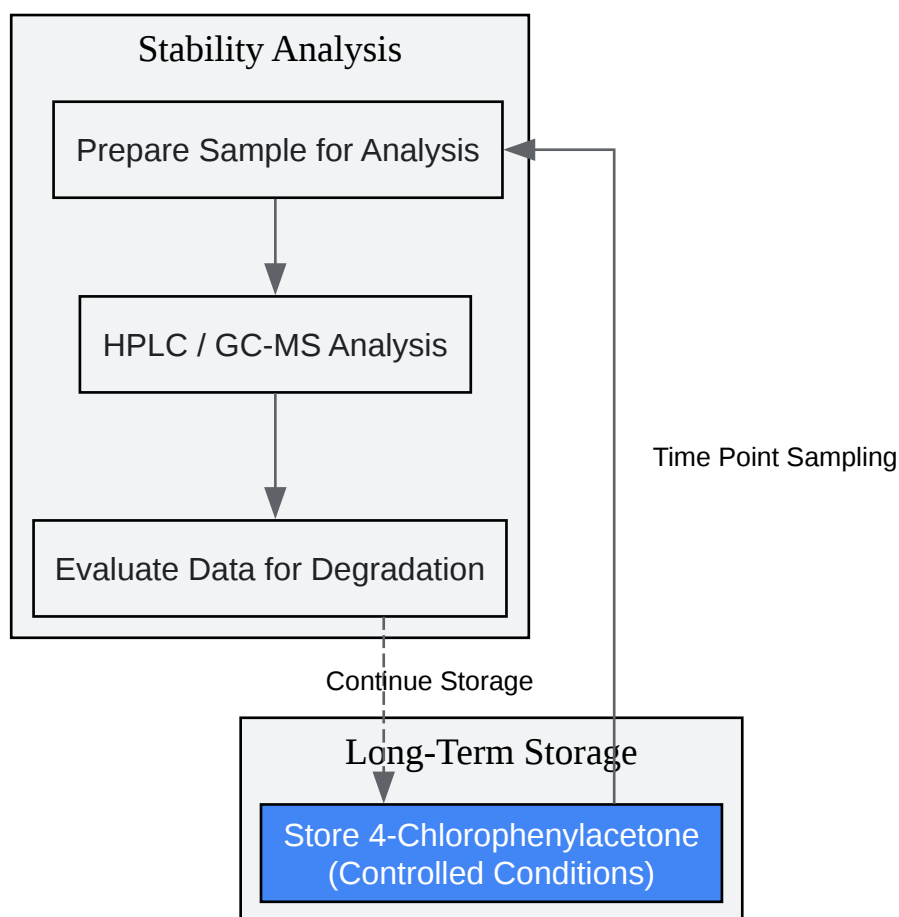 Stability Analysis
Prepare Sample for Analysis
HPLC / GC-MS Analysis
Time Point Sampling
Evaluate Data for Degradation
Continue Storage
Long-Term Storage
Store 4-Chlorophenylacetone
(Controlled Conditions)